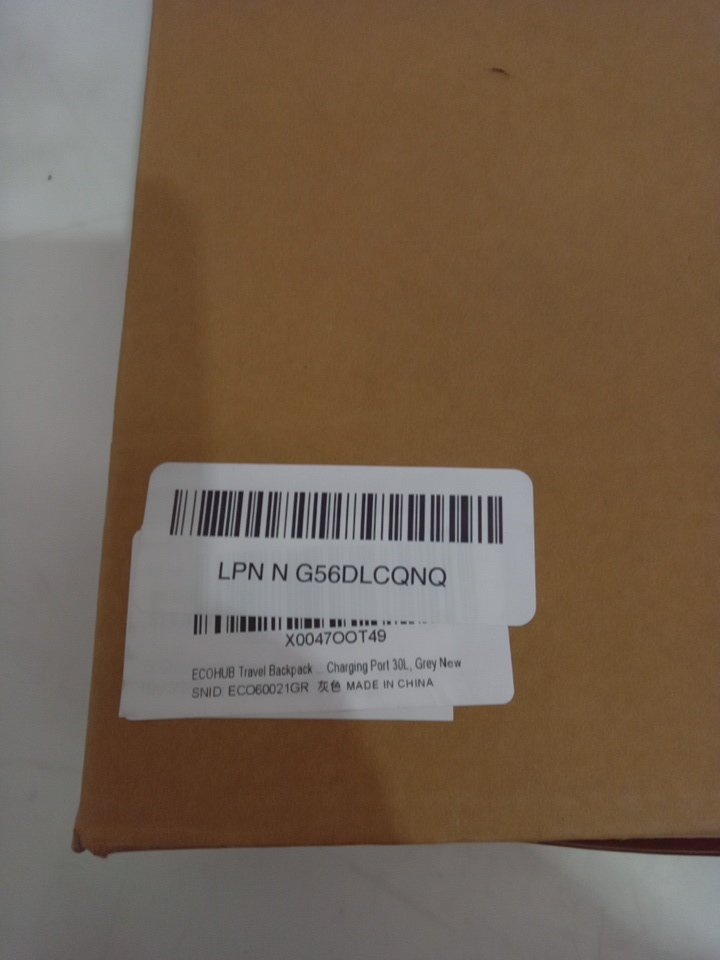 LPN N G56DLCQNQ
X0047OOT49
ECOHUB Travel Backpack ... Charging Port 30L, Grey New
SNID ECO60021GR 灰色 MADE IN CHINA